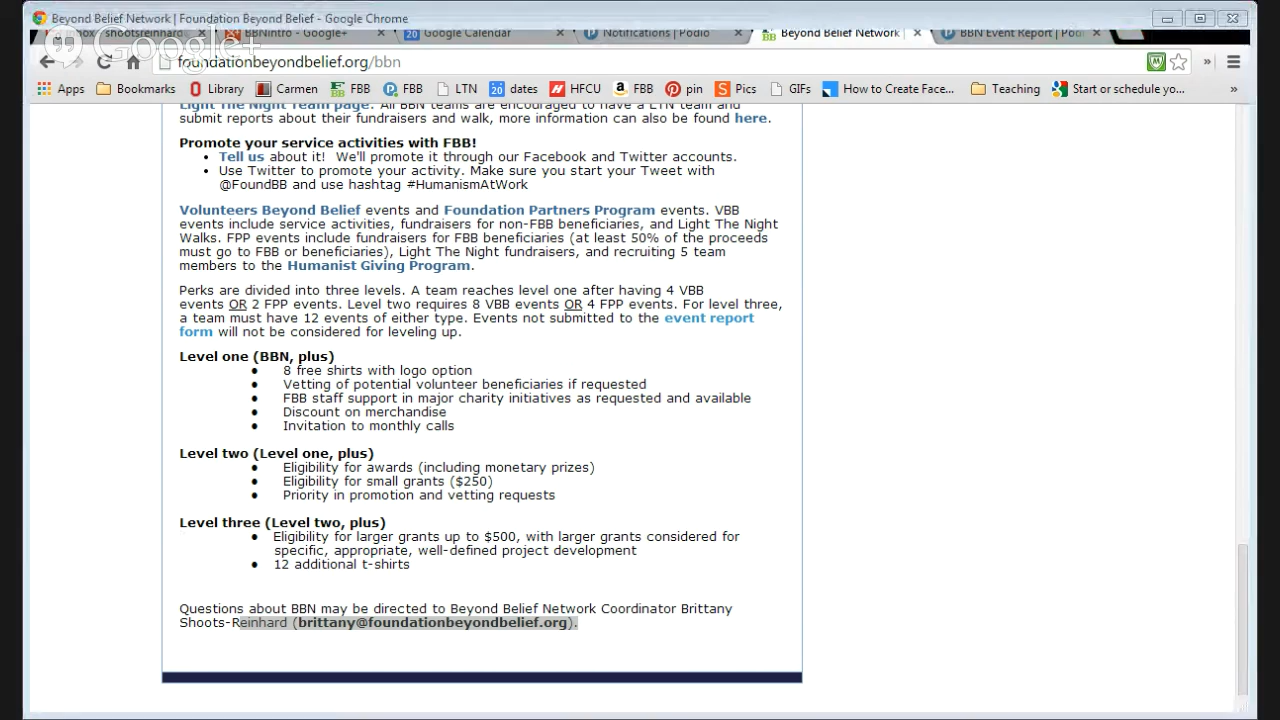 Beyond Belief Network | Foundation Beyond Belief - Google Chrome
Google+
shootsreinhard
BBNintro - Google+
Google Calendar
Notifications | Podio
Beyond Belief Network
BBN Event Report | Podi
foundationbeyondbelief.org/bbn
Apps Bookmarks Library Carmen FBB FBB LTN dates HFCU FBB pin Pics GIFs How to Create Face... Teaching Start or schedule yo... »
Light The Night Team page. All BBN teams are encouraged to have a LTN team and
submit reports about their fundraisers and walk, more information can also be found here.
Promote your service activities with FBB!
• Tell us about it! We'll promote it through our Facebook and Twitter accounts.
• Use Twitter to promote your activity. Make sure you start your Tweet with
@FoundBB and use hashtag #HumanismAtWork
Volunteers Beyond Belief events and Foundation Partners Program events. VBB
events include service activities, fundraisers for non-FBB beneficiaries, and Light The Night
Walks. FPP events include fundraisers for FBB beneficiaries (at least 50% of the proceeds
must go to FBB or beneficiaries), Light The Night fundraisers, and recruiting 5 team
members to the Humanist Giving Program.
Perks are divided into three levels. A team reaches level one after having 4 VBB
events OR 2 FPP events. Level two requires 8 VBB events OR 4 FPP events. For level three,
a team must have 12 events of either type. Events not submitted to the event report
form will not be considered for leveling up.
Level one (BBN, plus)
• 8 free shirts with logo option
• Vetting of potential volunteer beneficiaries if requested
• FBB staff support in major charity initiatives as requested and available
• Discount on merchandise
• Invitation to monthly calls
Level two (Level one, plus)
• Eligibility for awards (including monetary prizes)
• Eligibility for small grants ($250)
• Priority in promotion and vetting requests
Level three (Level two, plus)
• Eligibility for larger grants up to $500, with larger grants considered for
specific, appropriate, well-defined project development
• 12 additional t-shirts
Questions about BBN may be directed to Beyond Belief Network Coordinator Brittany
Shoots-Reinhard (brittany@foundationbeyondbelief.org).